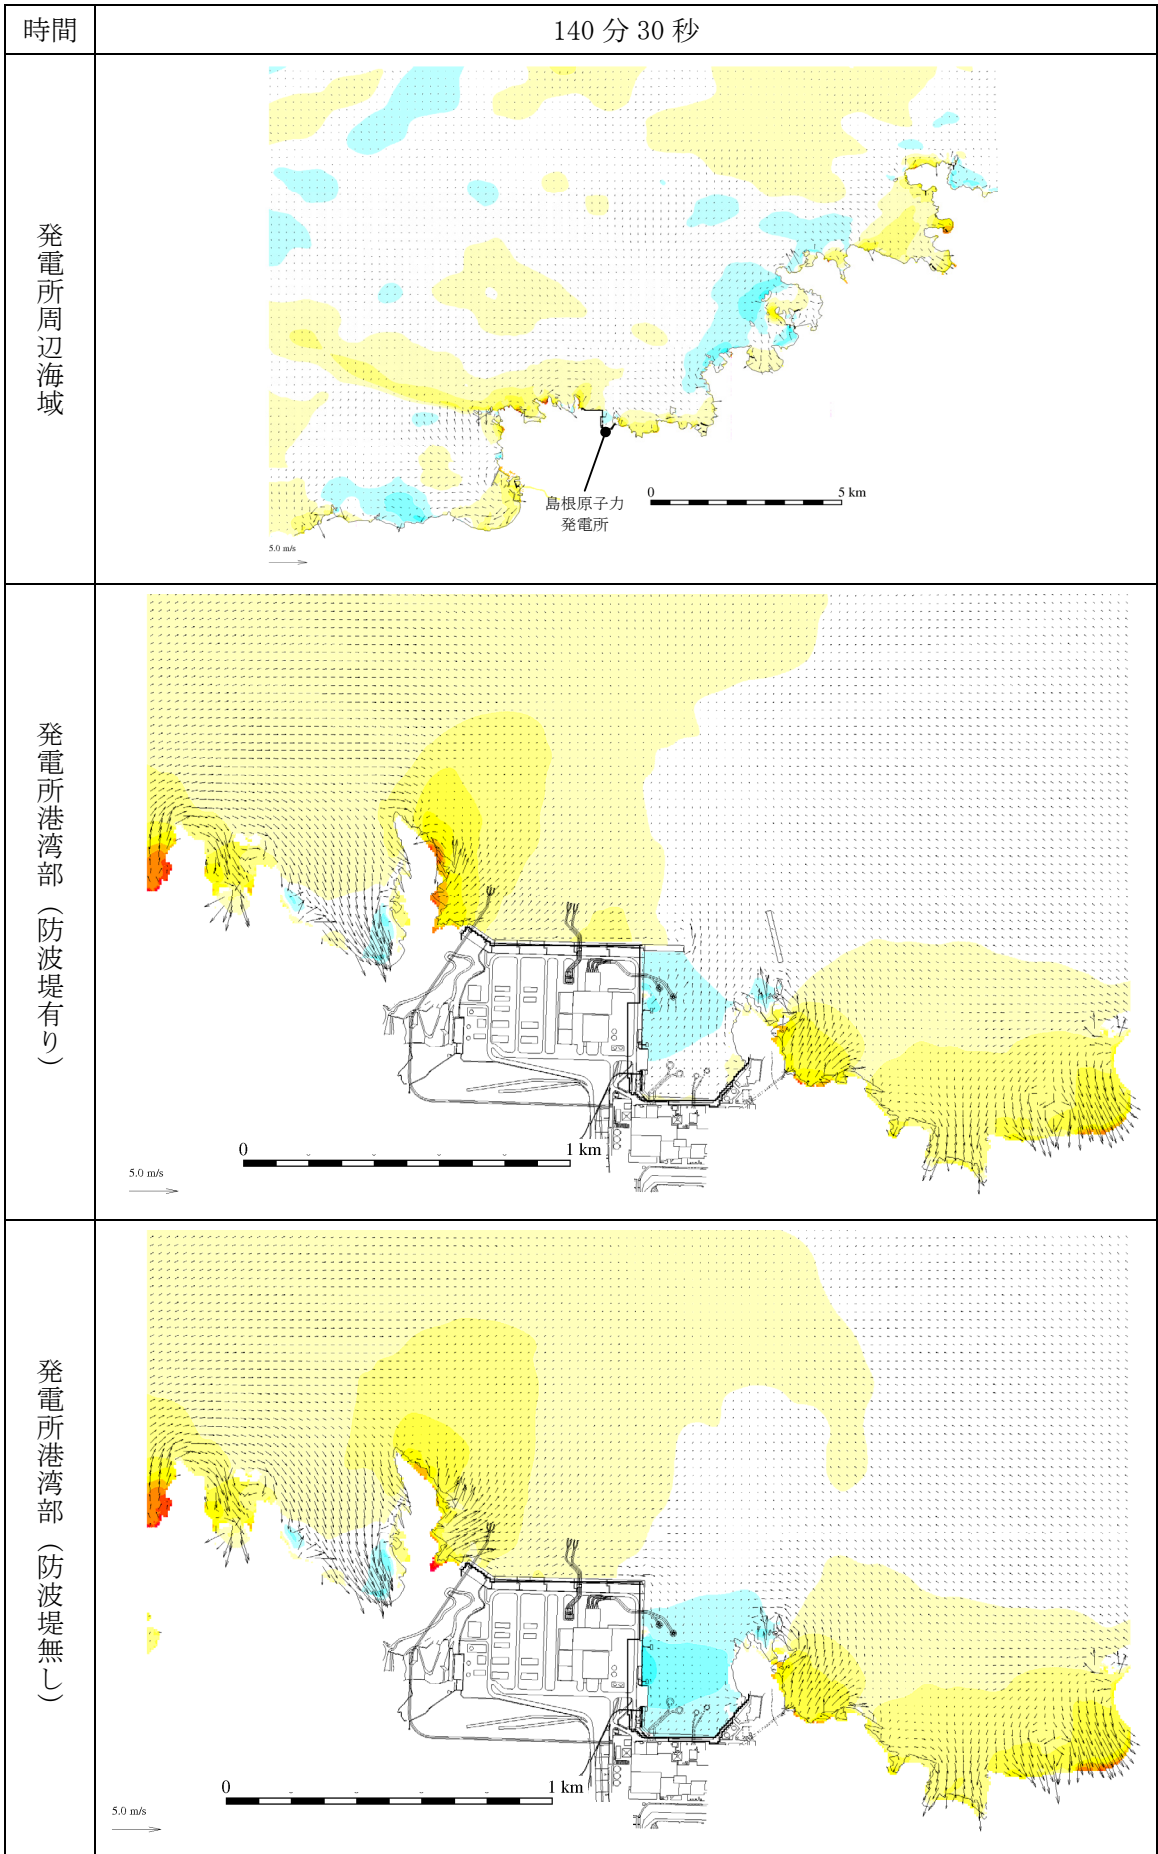 時間
140 分 30 秒
発電所周辺海域
島根原子力
発電所
0
5 km
5.0 m/s
発電所港湾部（防波堤有り）
0
1 km
5.0 m/s
発電所港湾部（防波堤無し）
0
1 km
5.0 m/s